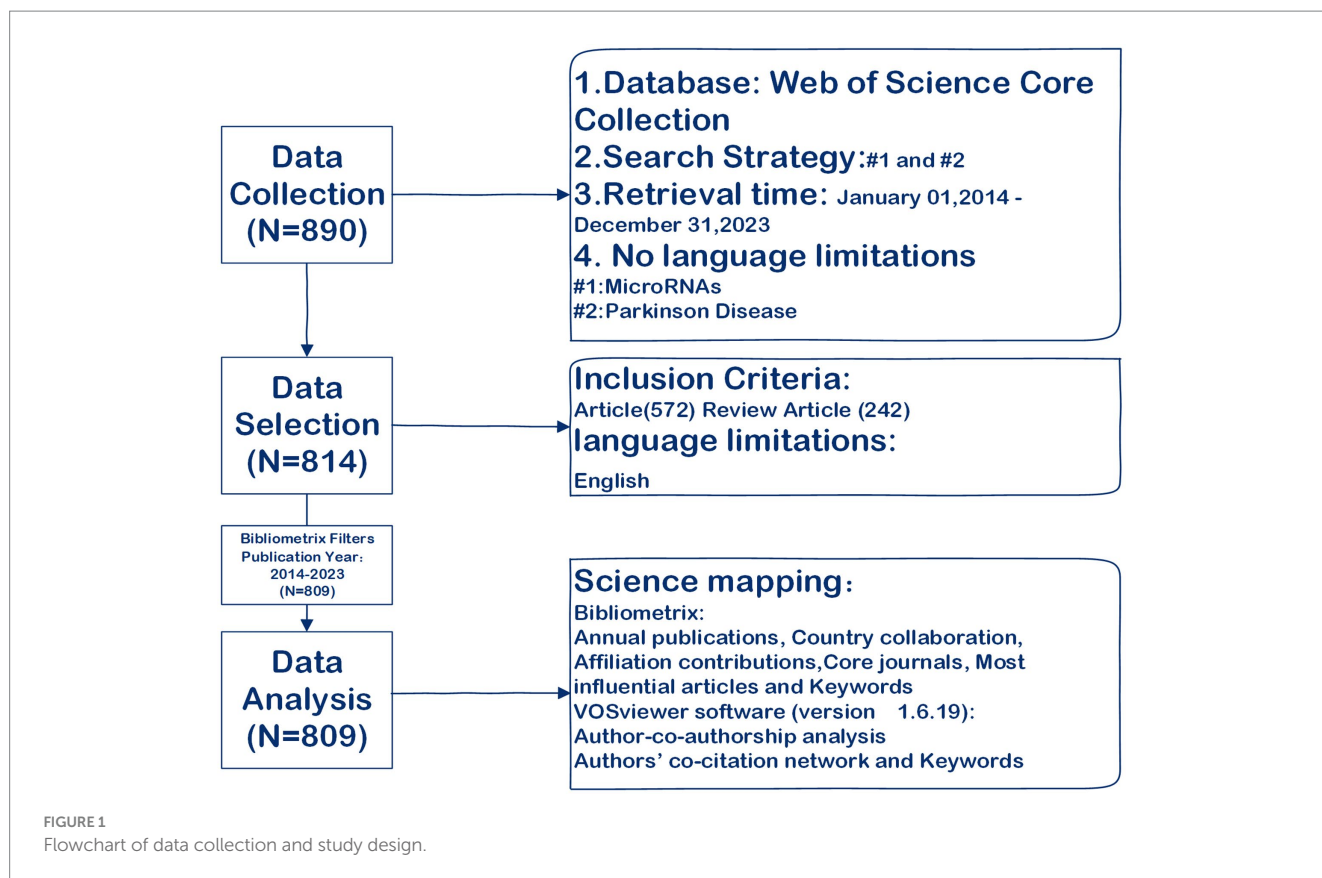 Data
Collection
(N=890)
1.Database: Web of Science Core
Collection
2.Search Strategy:#1 and #2
3.Retrieval time: January 01,2014 -
December 31,2023
4. No language limitations
#1:MicroRNAs
#2:Parkinson Disease
Data
Selection
(N=814)
Inclusion Criteria:
Article(572) Review Article (242)
language limitations:
English
Bibliometrix Filters
Publication Year:
2014-2023
(N=809)
Data
Analysis
(N=809)
Science mapping:
Bibliometrix:
Annual publications, Country collaboration,
Affiliation contributions,Core journals, Most
influential articles and Keywords
VOSviewer software (version 1.6.19):
Author-co-authorship analysis
Authors’ co-citation network and Keywords
FIGURE 1
Flowchart of data collection and study design.